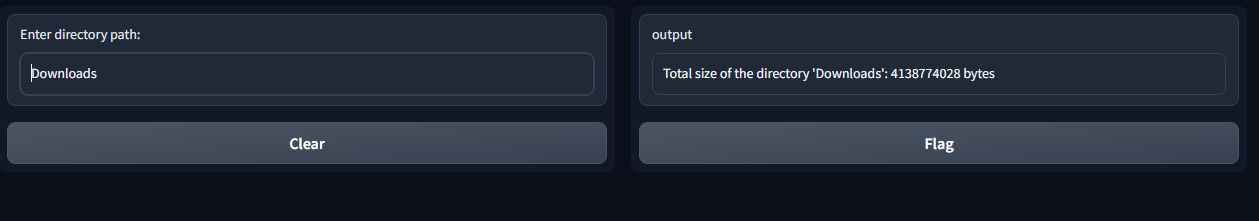 Enter directory path:
Downloads
Clear
output
Total size of the directory 'Downloads': 4138774028 bytes
Flag